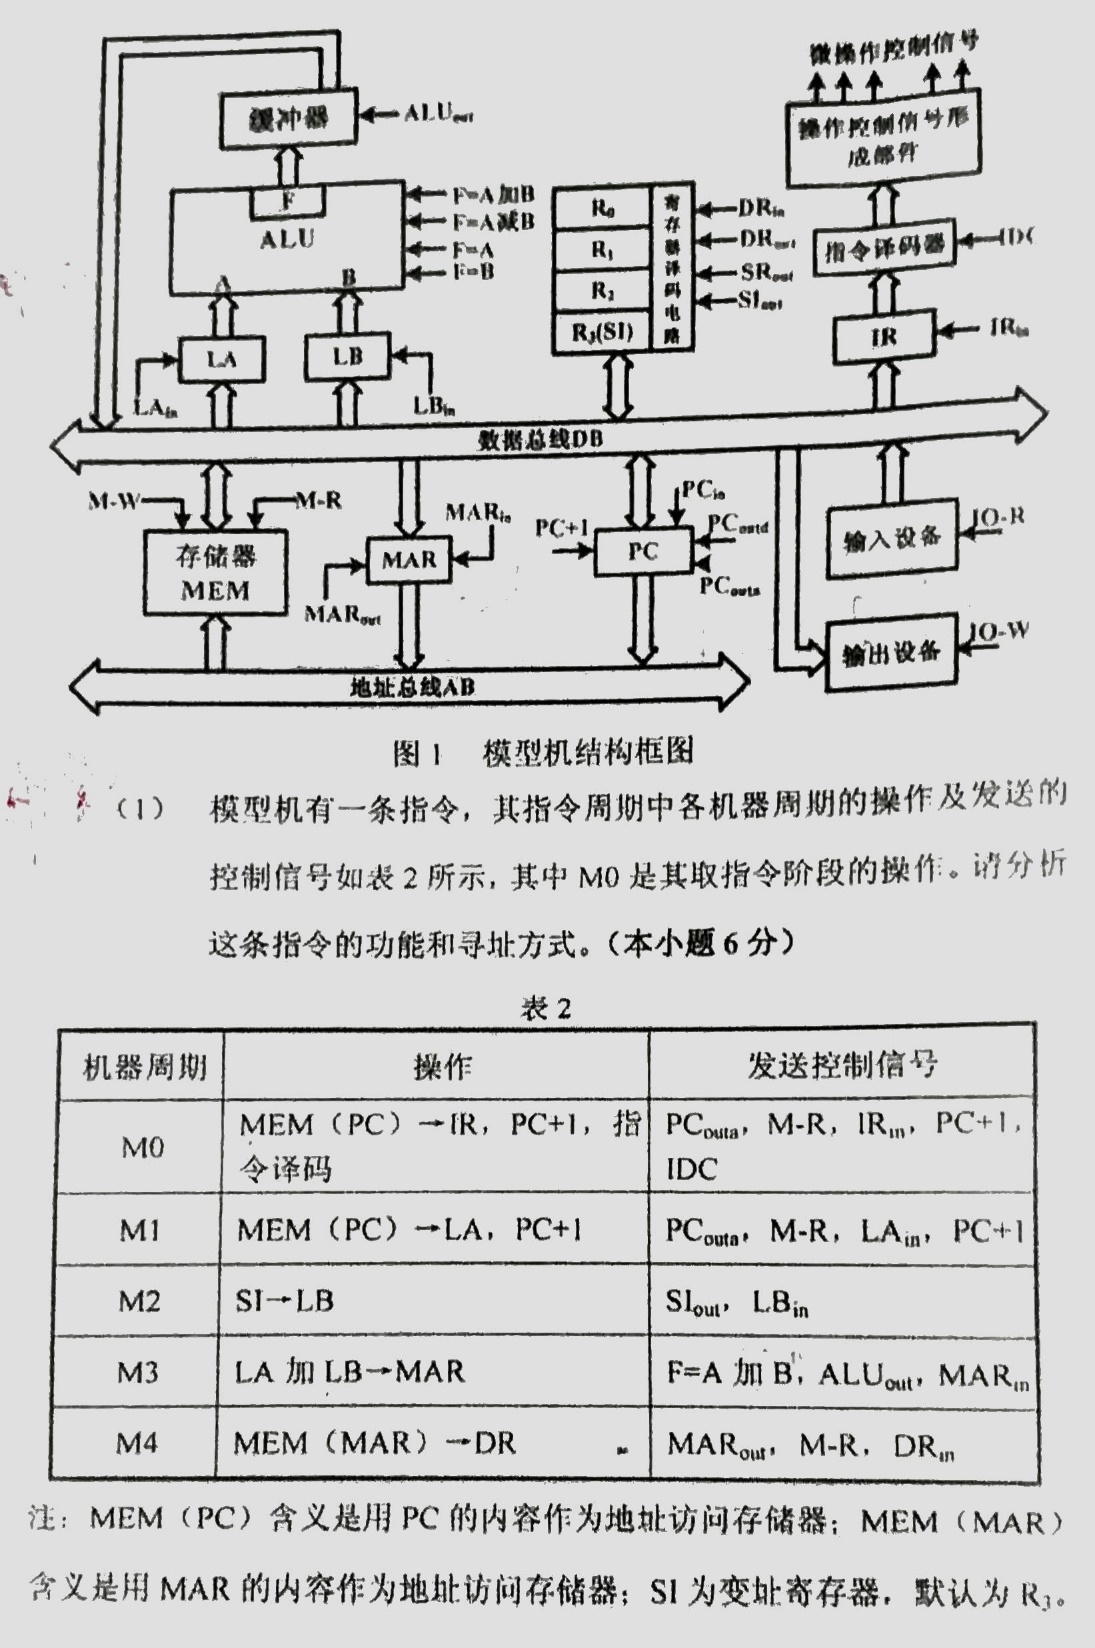 微操作控制信号
缓冲器
ALUout
操作控制信号形
成部件
F
ALU
A
B
F=A加B
F=A减B
F=A
F=B
R0
R1
R2
R3(SI)
寄存器译码电路
DRin
DRout
SRout
SIout
指令译码器
LA
LB
LAin
LBin
IR
IRin
数据总线DB
M-W
M-R
存储器
MEM
MARin
MAR
MARout
PCin
PC+1
PC
PCoutd
PCouta
输入设备
IO-R
输出设备
IO-W
地址总线AB
图1 模型机结构框图
(1) 模型机有一条指令，其指令周期中各机器周期的操作及发送的
控制信号如表2所示，其中M0是其取指令阶段的操作。请分析
这条指令的功能和寻址方式。（本小题6分）
表2
机器周期 操作 发送控制信号
M0 MEM（PC）→IR，PC+1，指 PCouta，M-R，IRin，PC+1，
令译码 IDC
M1 MEM（PC）→LA，PC+1 PCouta，M-R，LAin，PC+1
M2 SI→LB SIout，LBin
M3 LA加LB→MAR F=A加B，ALUout，MARin
M4 MEM（MAR）→DR MARout，M-R，DRin
注：MEM（PC）含义是用PC的内容作为地址访问存储器；MEM（MAR）
含义是用MAR的内容作为地址访问存储器；SI为变址寄存器，默认为R3。